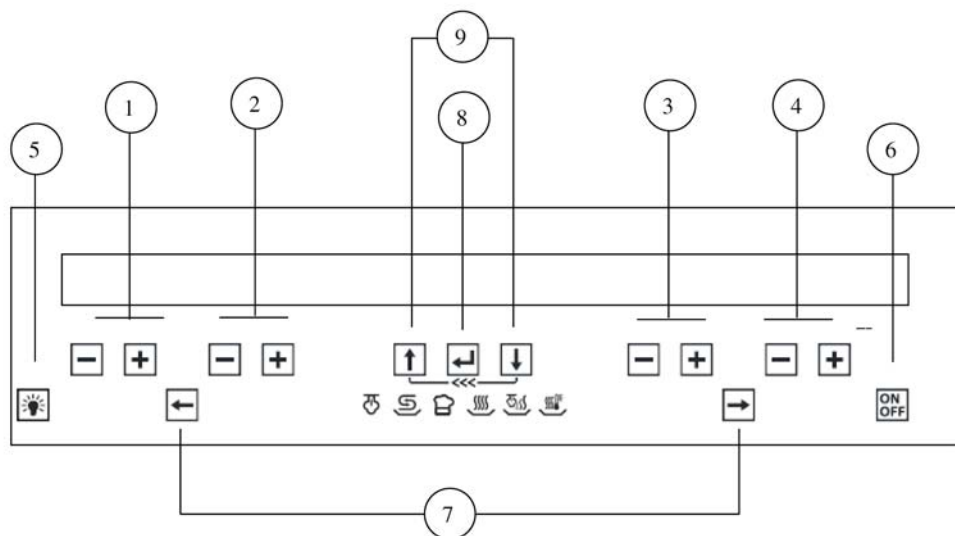 9
1 2 8 3 4
5 6
− + − + ↑ ↵ ↓ − + − +
<<<
← → ON
OFF
7